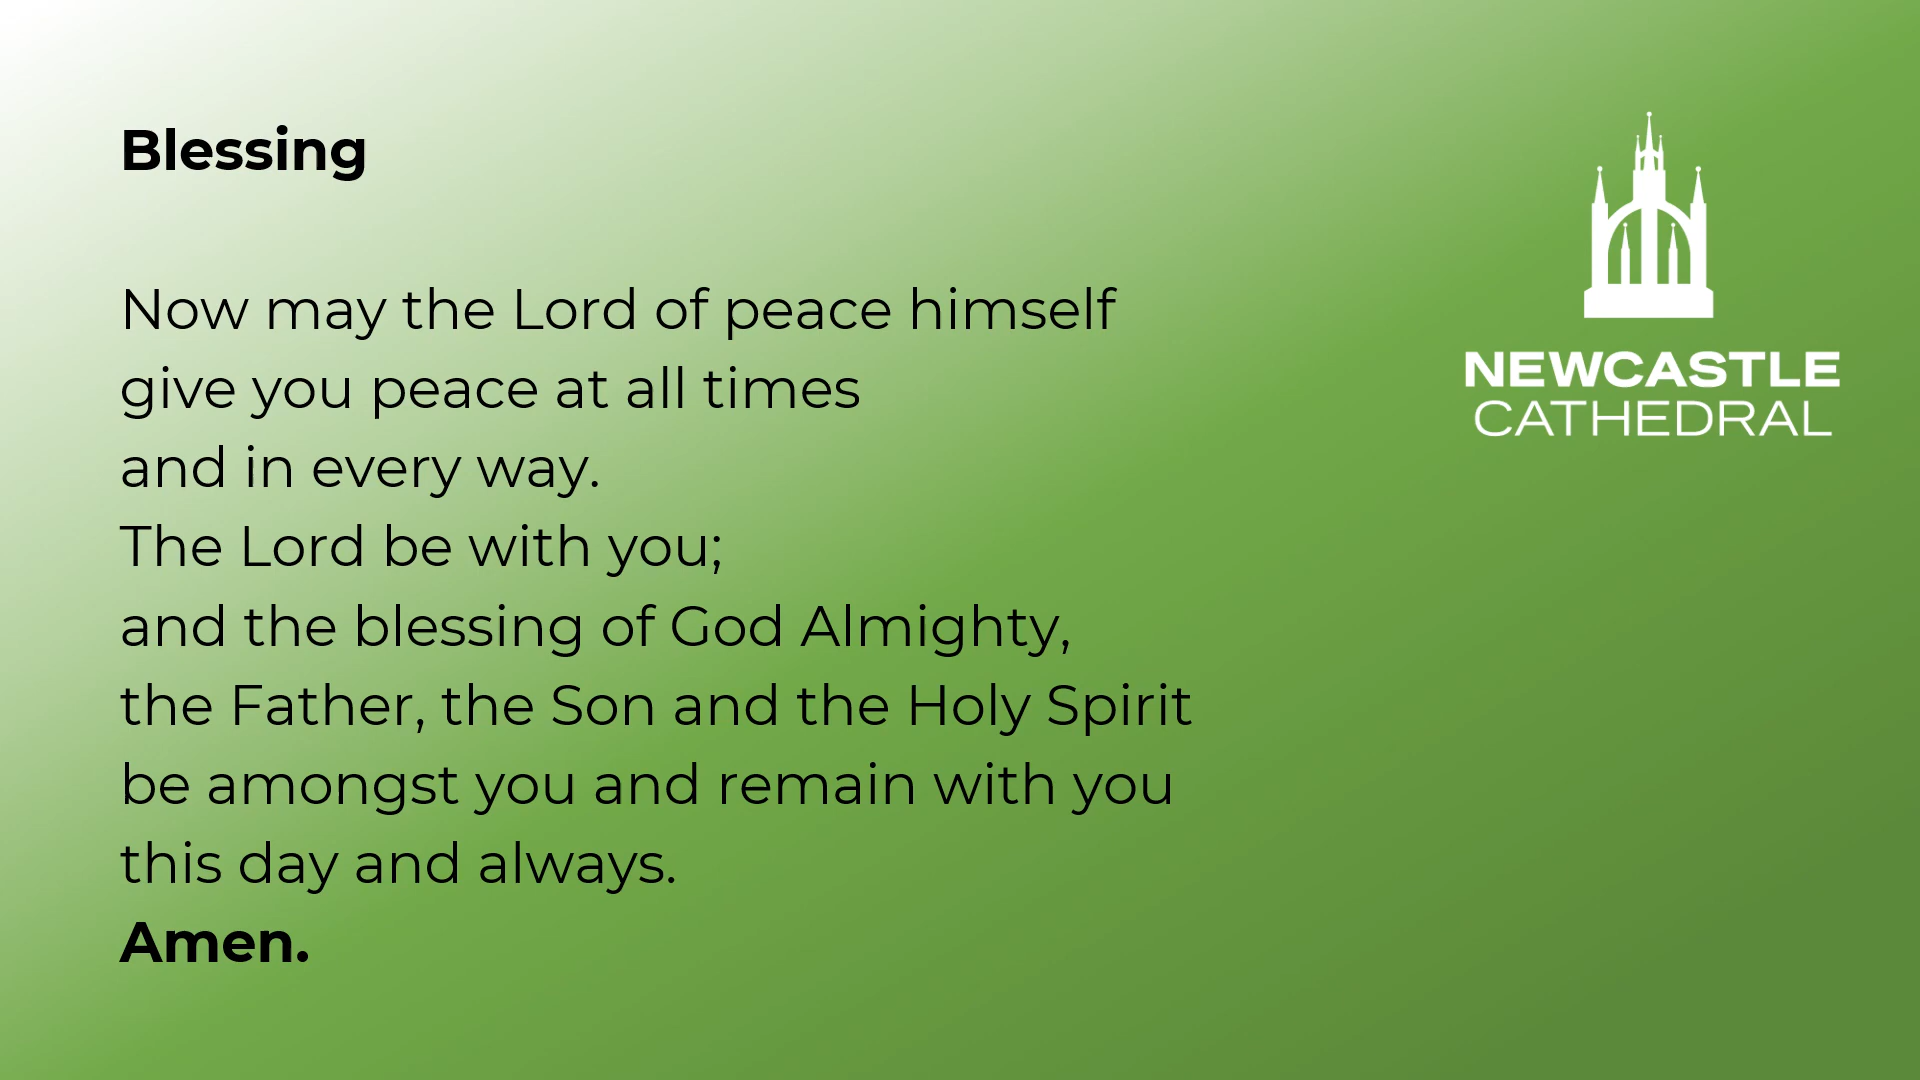 Blessing
Now may the Lord of peace himself
give you peace at all times
and in every way.
The Lord be with you;
and the blessing of God Almighty,
the Father, the Son and the Holy Spirit
be amongst you and remain with you
this day and always.
Amen.
NEWCASTLE
CATHEDRAL